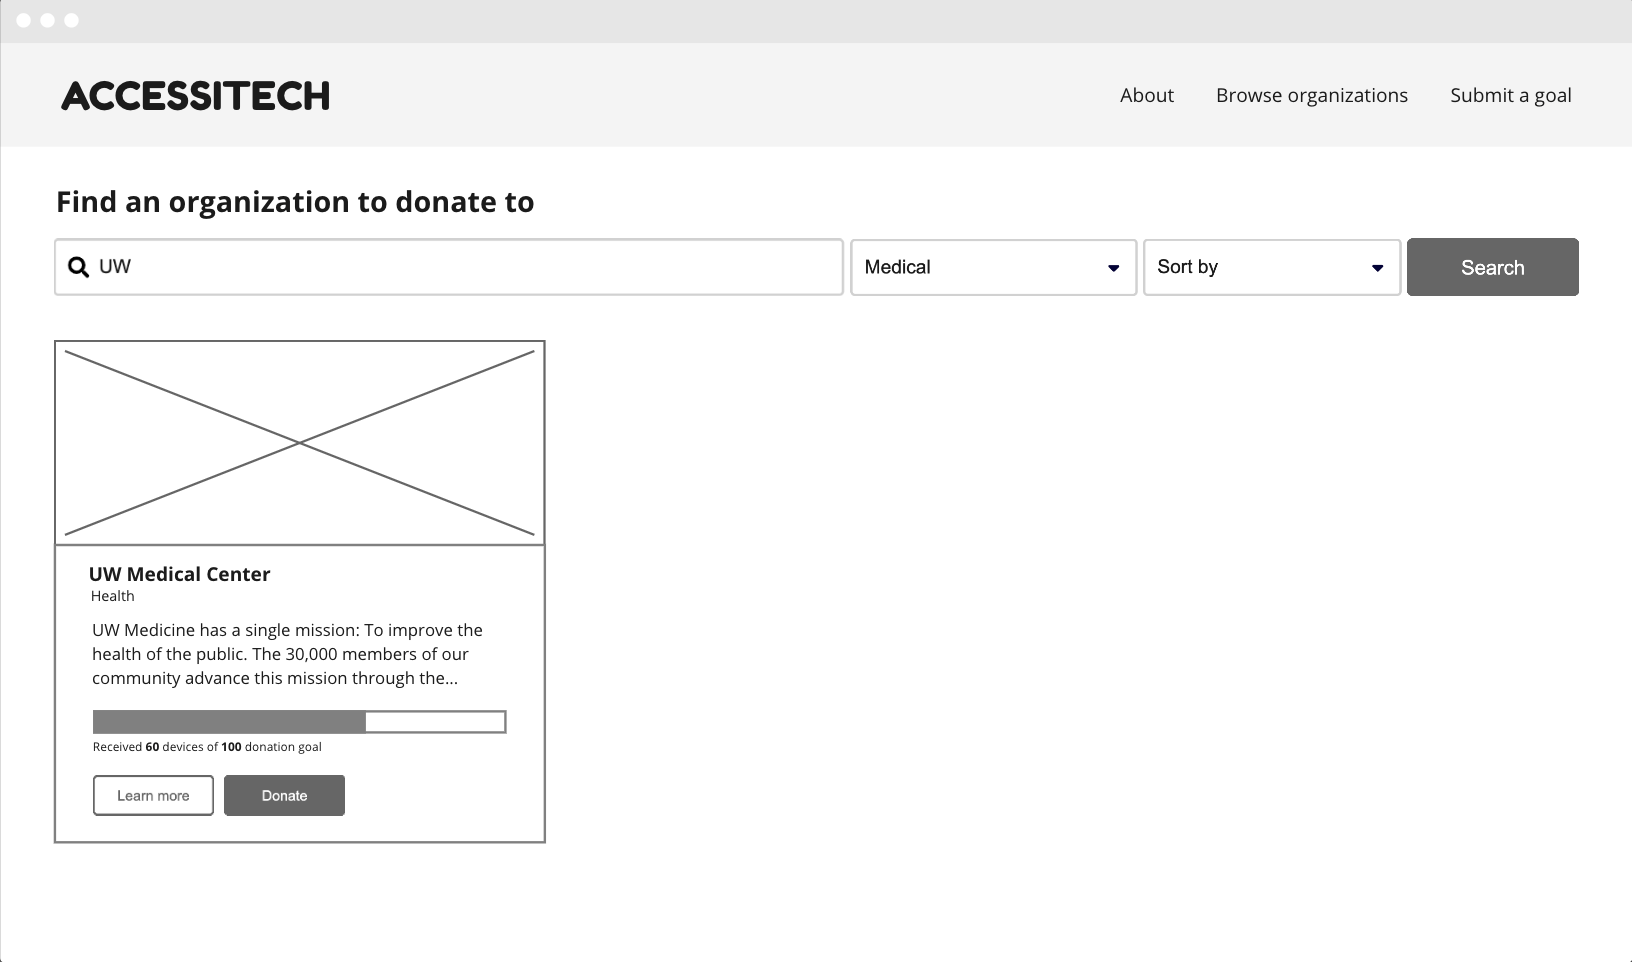 ACCESSITECH
About
Browse organizations
Submit a goal
Find an organization to donate to
UW
Medical
Sort by
Search
UW Medical Center
Health
UW Medicine has a single mission: To improve the
health of the public. The 30,000 members of our
community advance this mission through the...
Received 60 devices of 100 donation goal
Learn more
Donate